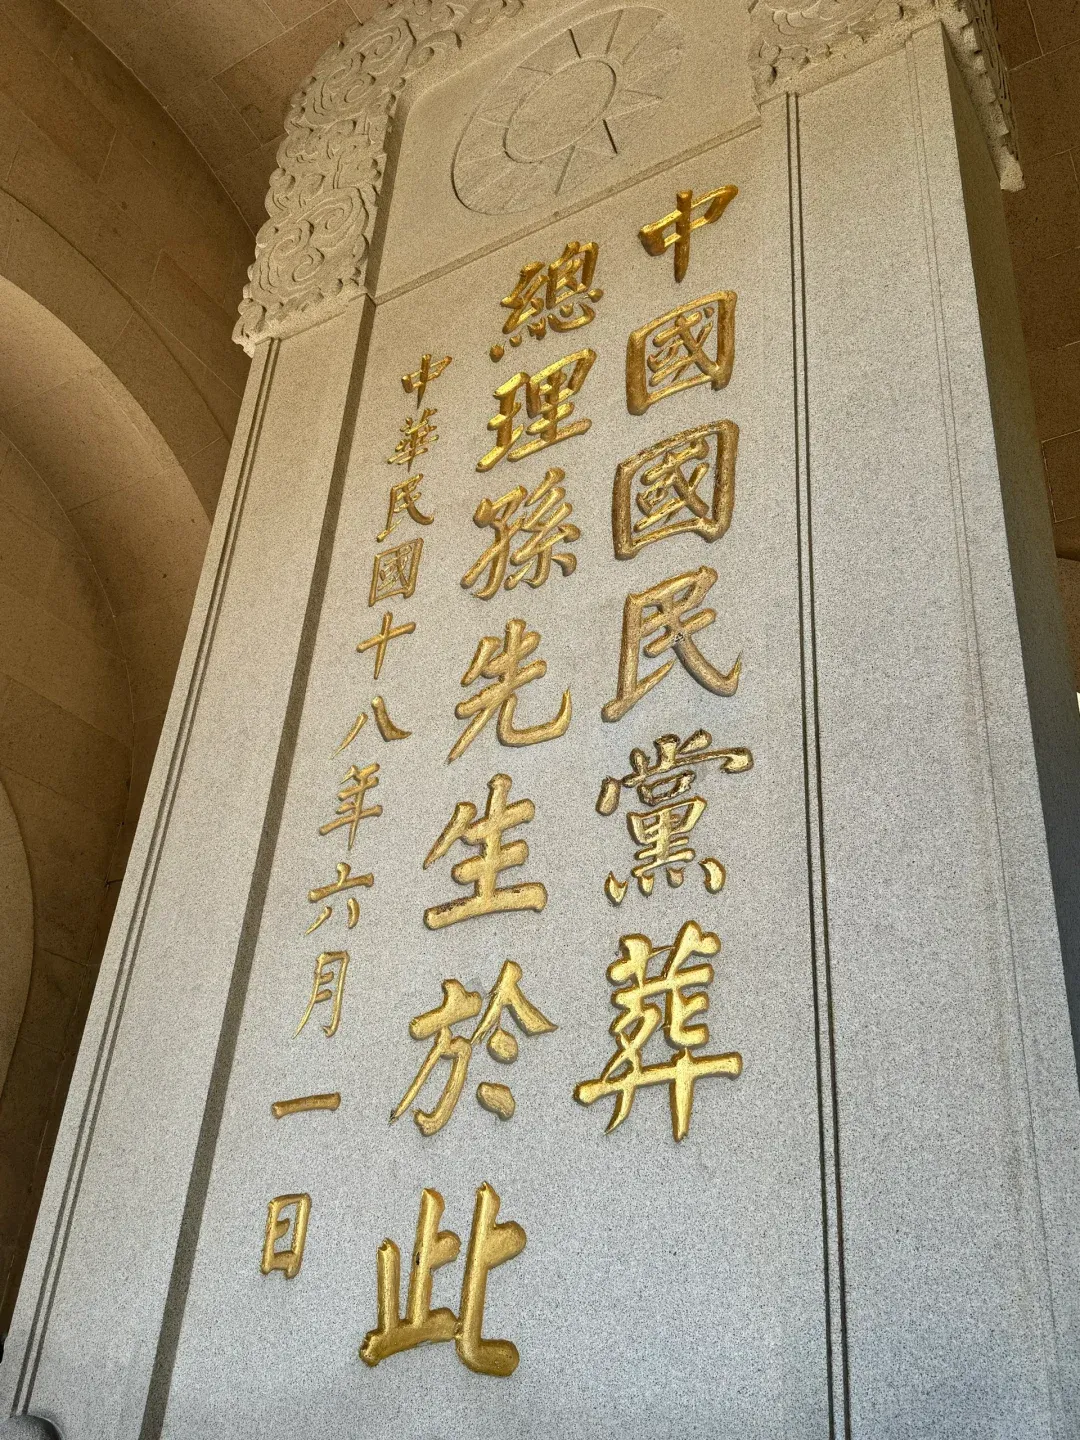 中國國民黨葬
總理孫先生於此
中華民國十八年六月一日